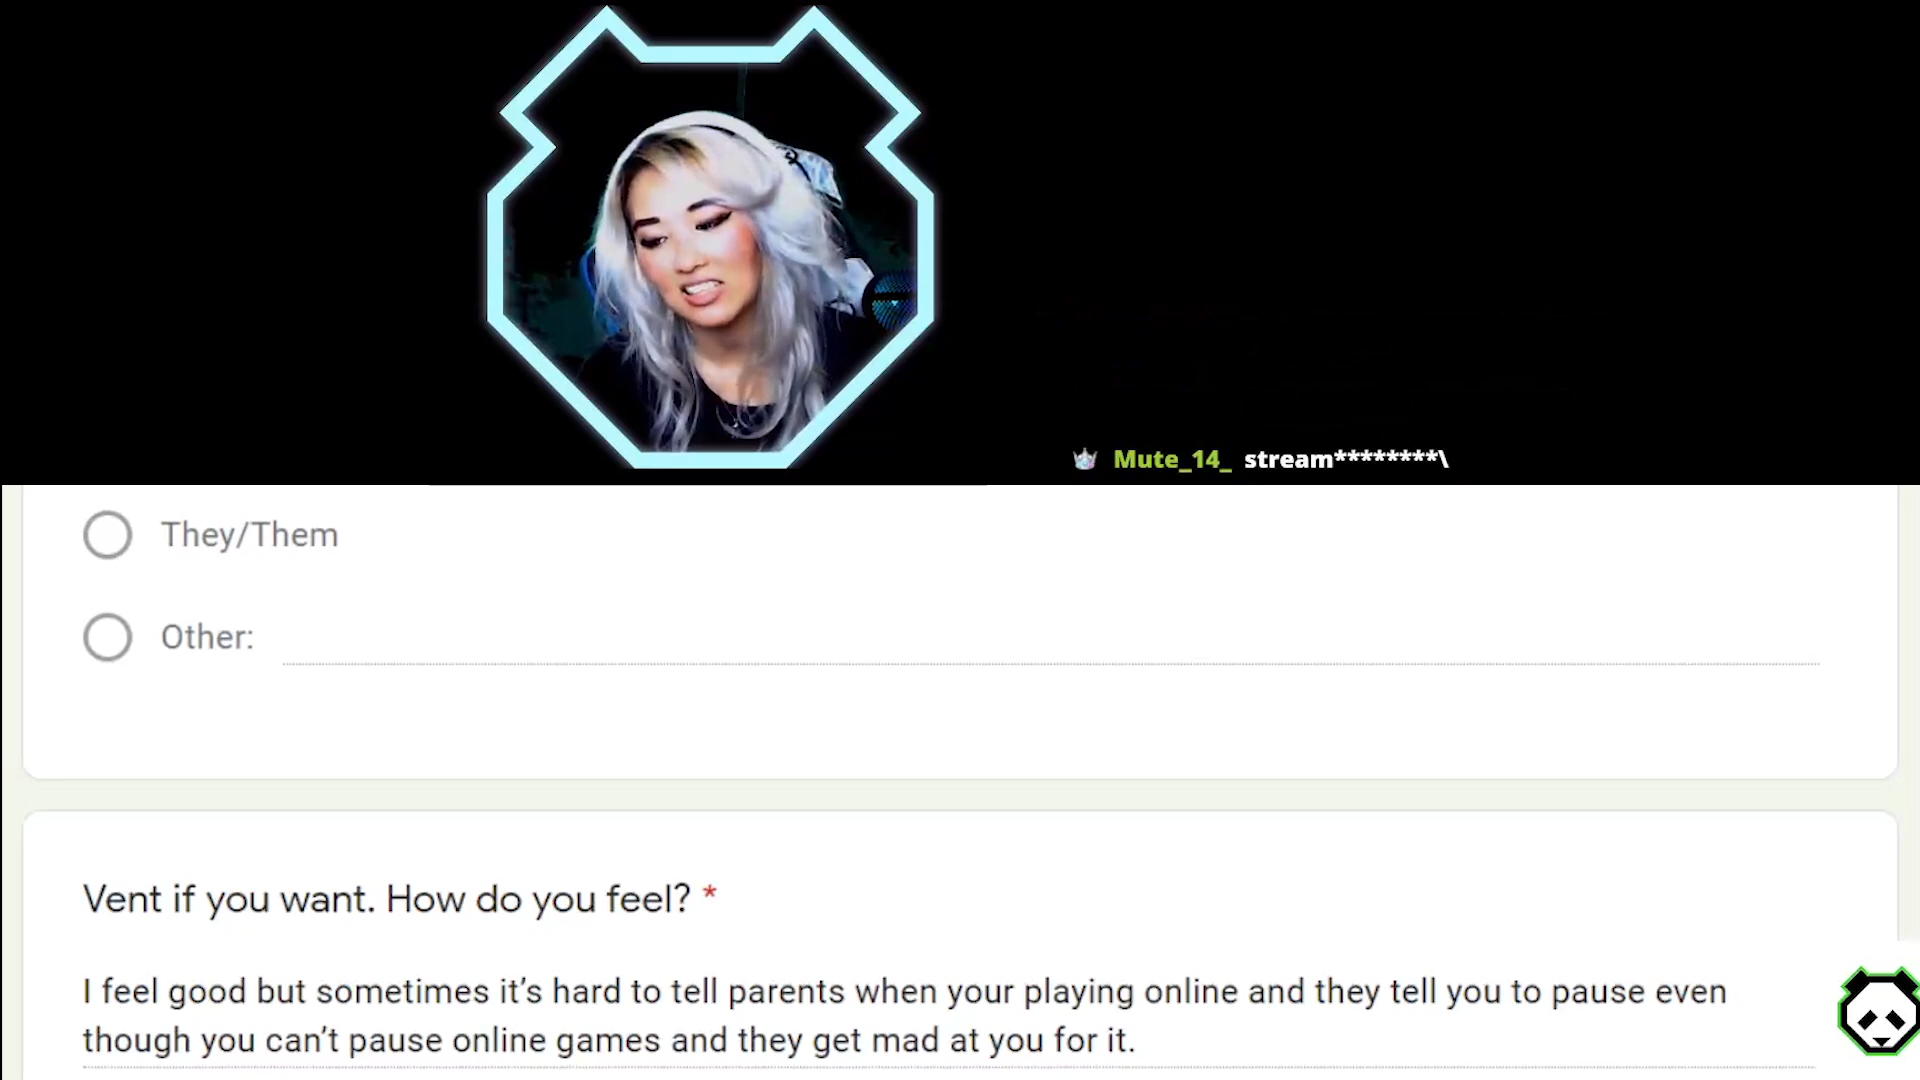 Mute_14_ stream********\
They/Them
Other:
Vent if you want. How do you feel? *
I feel good but sometimes it’s hard to tell parents when your playing online and they tell you to pause even
though you can’t pause online games and they get mad at you for it.